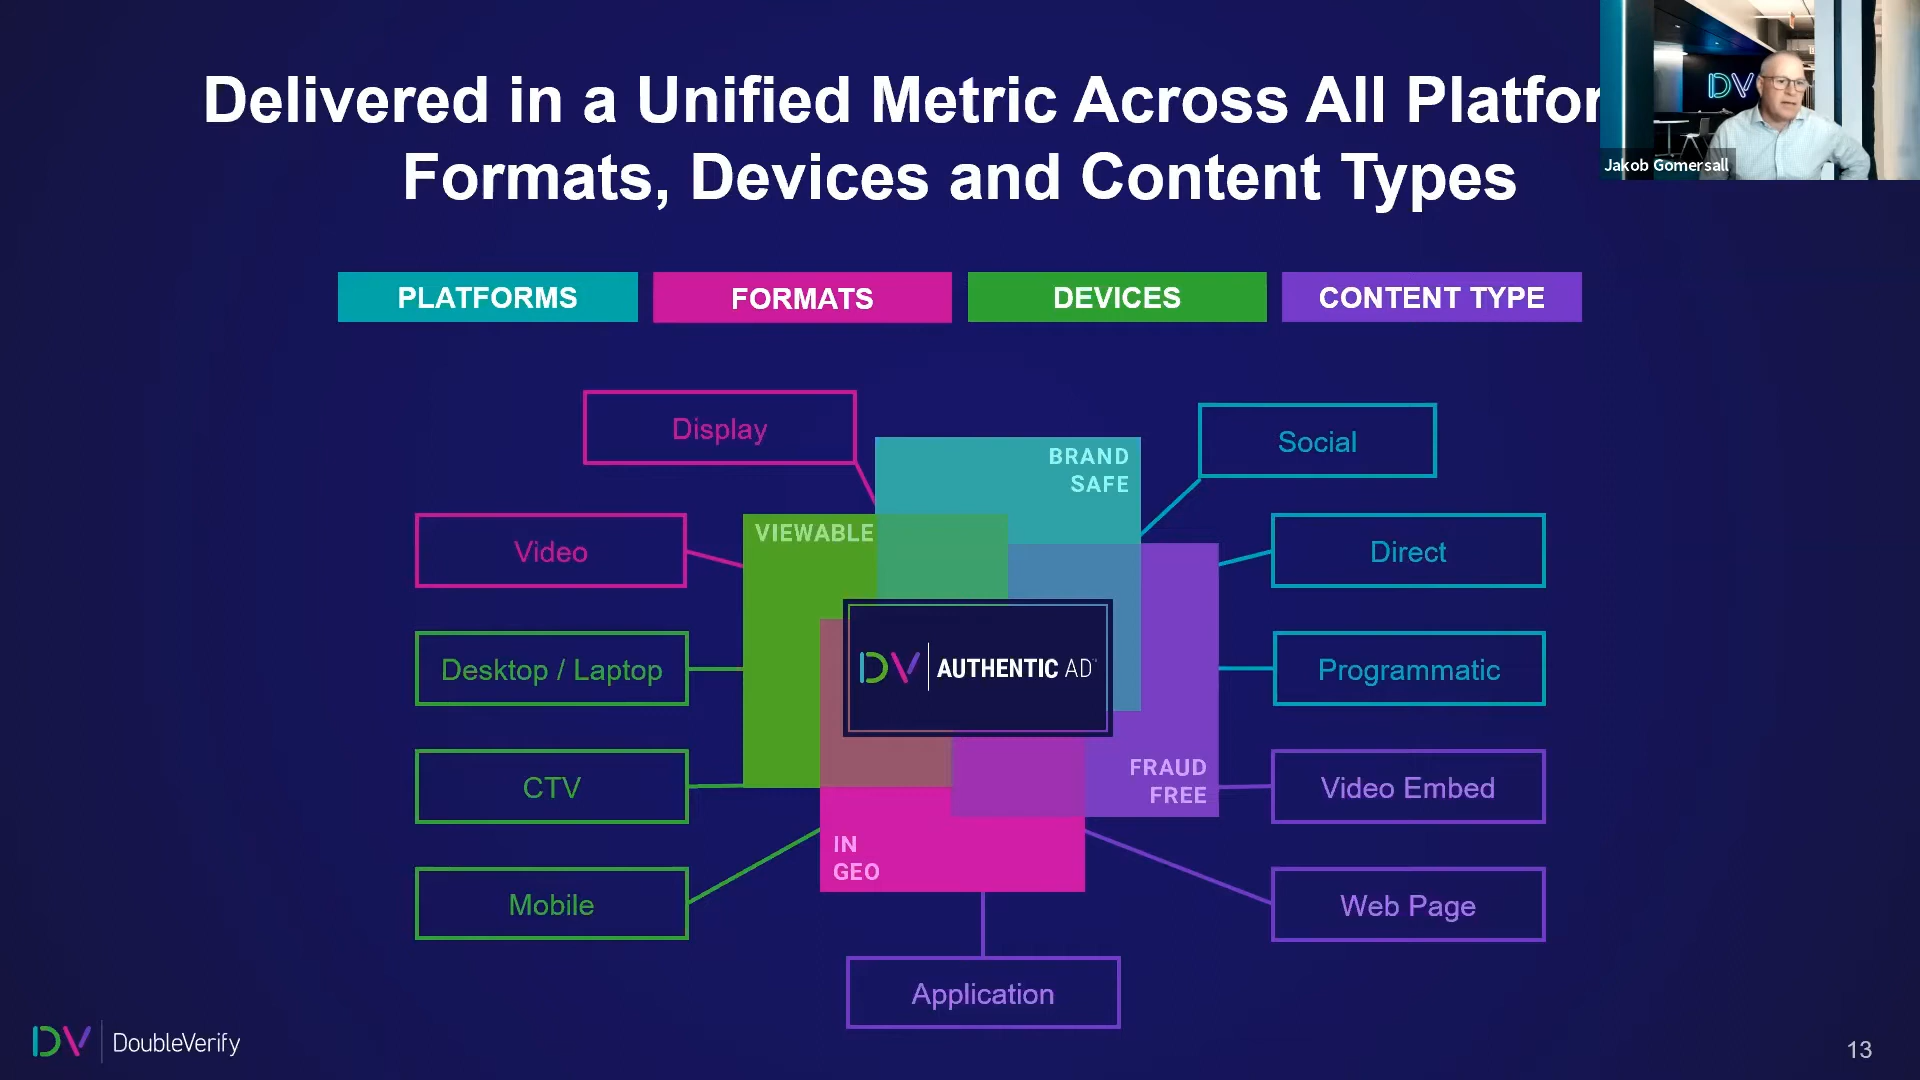 Delivered in a Unified Metric Across All Platfor
Formats, Devices and Content Types
DV
Jakob Gomersall
PLATFORMS
FORMATS
DEVICES
CONTENT TYPE
Display
Social
BRAND
SAFE
VIEWABLE
Video
Direct
Desktop / Laptop
DV AUTHENTIC AD™
Programmatic
CTV
FRAUD
FREE
Video Embed
IN
GEO
Mobile
Web Page
Application
DV DoubleVerify
13